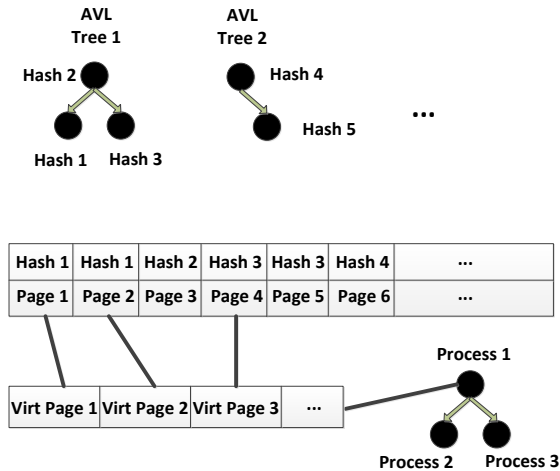 AVL AVL
Tree 1 Tree 2
Hash 2 Hash 4
Hash 5
...
Hash 1 Hash 3
Hash 1 Hash 1 Hash 2 Hash 3 Hash 3 Hash 4 ...
Page 1 Page 2 Page 3 Page 4 Page 5 Page 6 ...
Process 1
Virt Page 1 Virt Page 2 Virt Page 3 ...
Process 2 Process 3